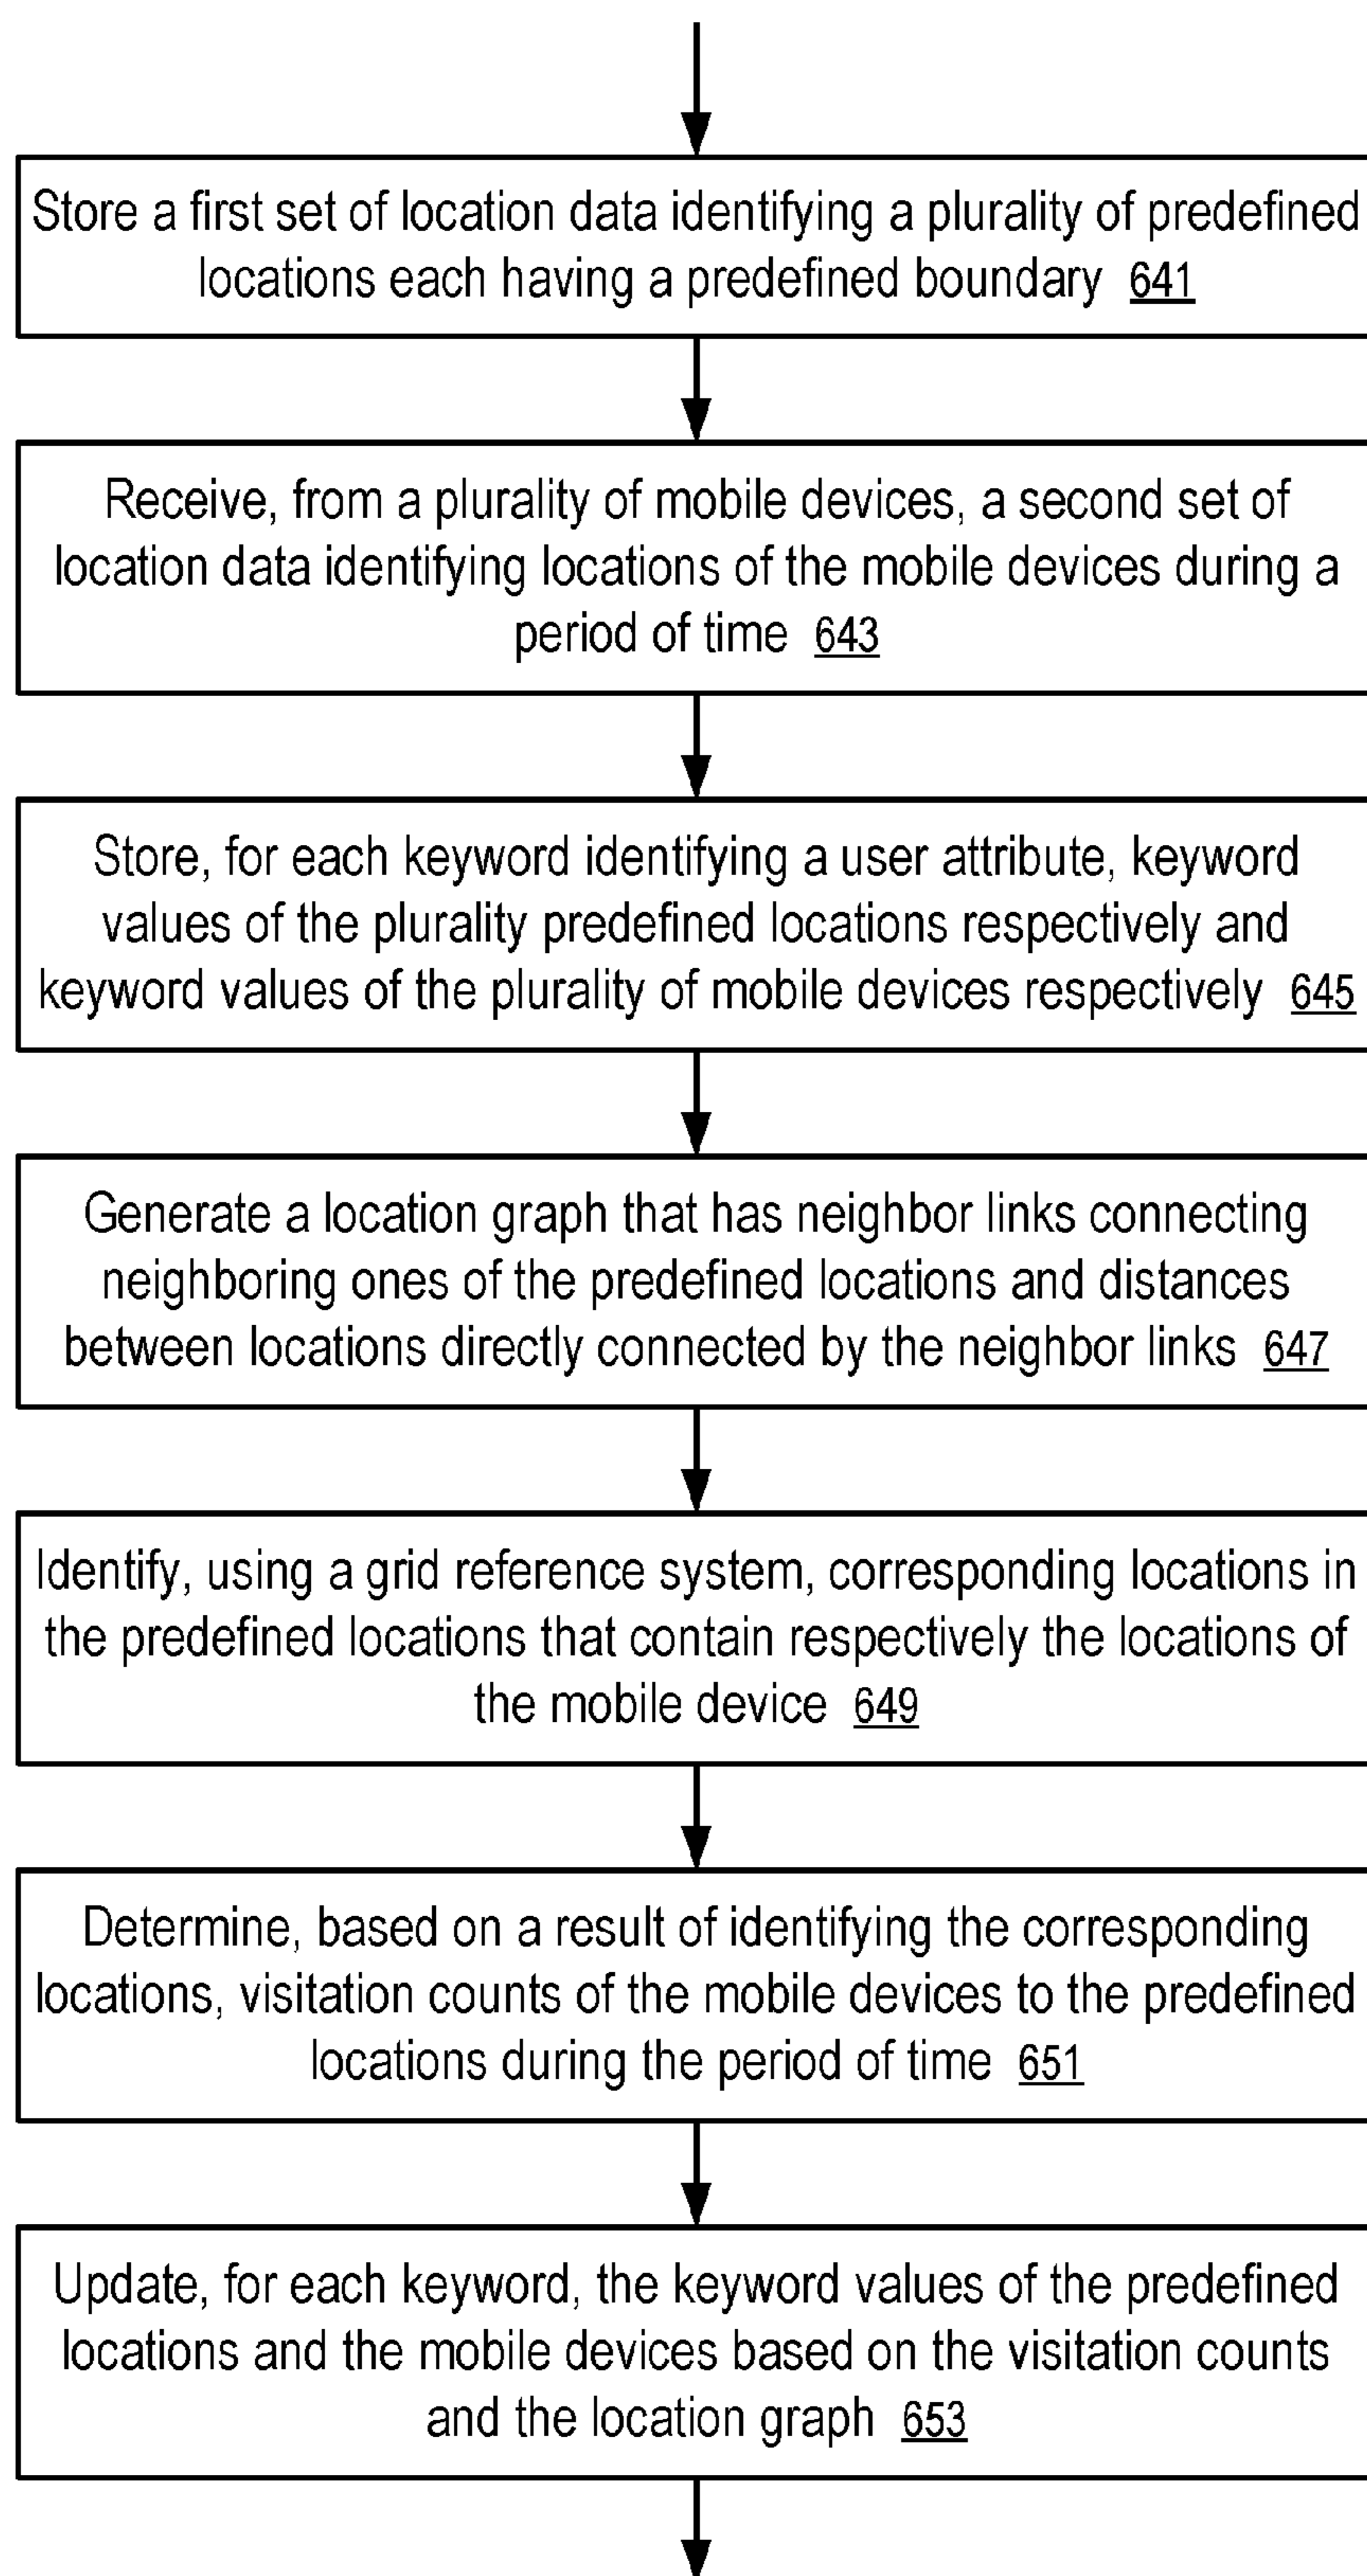 Store a first set of location data identifying a plurality of predefined
locations each having a predefined boundary 641
Receive, from a plurality of mobile devices, a second set of
location data identifying locations of the mobile devices during a
period of time 643
Store, for each keyword identifying a user attribute, keyword
values of the plurality predefined locations respectively and
keyword values of the plurality of mobile devices respectively 645
Generate a location graph that has neighbor links connecting
neighboring ones of the predefined locations and distances
between locations directly connected by the neighbor links 647
Identify, using a grid reference system, corresponding locations in
the predefined locations that contain respectively the locations of
the mobile device 649
Determine, based on a result of identifying the corresponding
locations, visitation counts of the mobile devices to the predefined
locations during the period of time 651
Update, for each keyword, the keyword values of the predefined
locations and the mobile devices based on the visitation counts
and the location graph 653